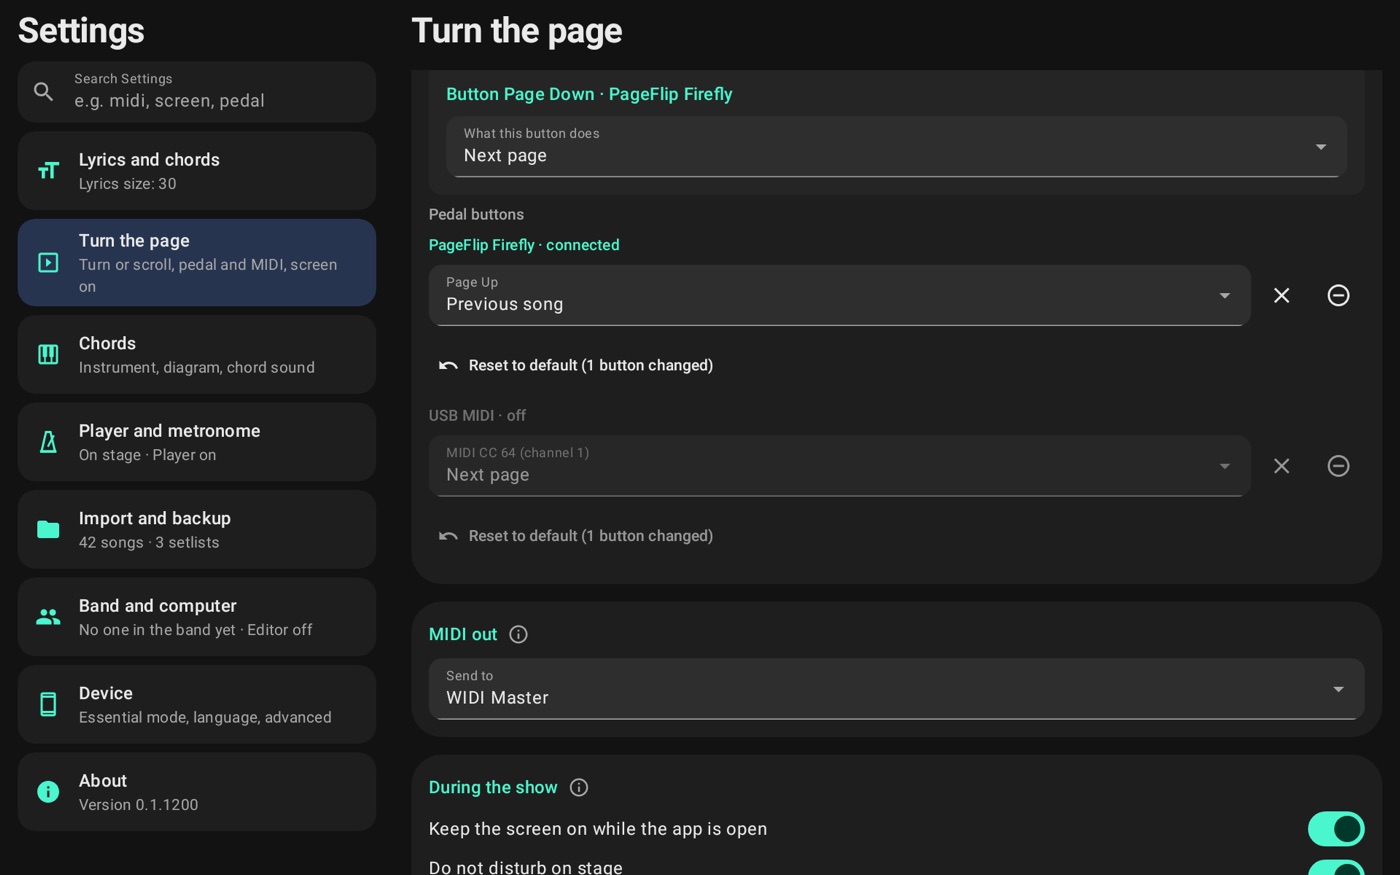 Settings
Search Settings
e.g. midi, screen, pedal
Lyrics and chords
Lyrics size: 30
Turn the page
Turn or scroll, pedal and MIDI, screen
on
Chords
Instrument, diagram, chord sound
Player and metronome
On stage · Player on
Import and backup
42 songs · 3 setlists
Band and computer
No one in the band yet · Editor off
Device
Essential mode, language, advanced
About
Version 0.1.1200
Turn the page
Button Page Down · PageFlip Firefly
What this button does
Next page
Pedal buttons
PageFlip Firefly · connected
Page Up
Previous song
Reset to default (1 button changed)
USB MIDI · off
MIDI CC 64 (channel 1)
Next page
Reset to default (1 button changed)
MIDI out
Send to
WIDI Master
During the show
Keep the screen on while the app is open
Do not disturb on stage